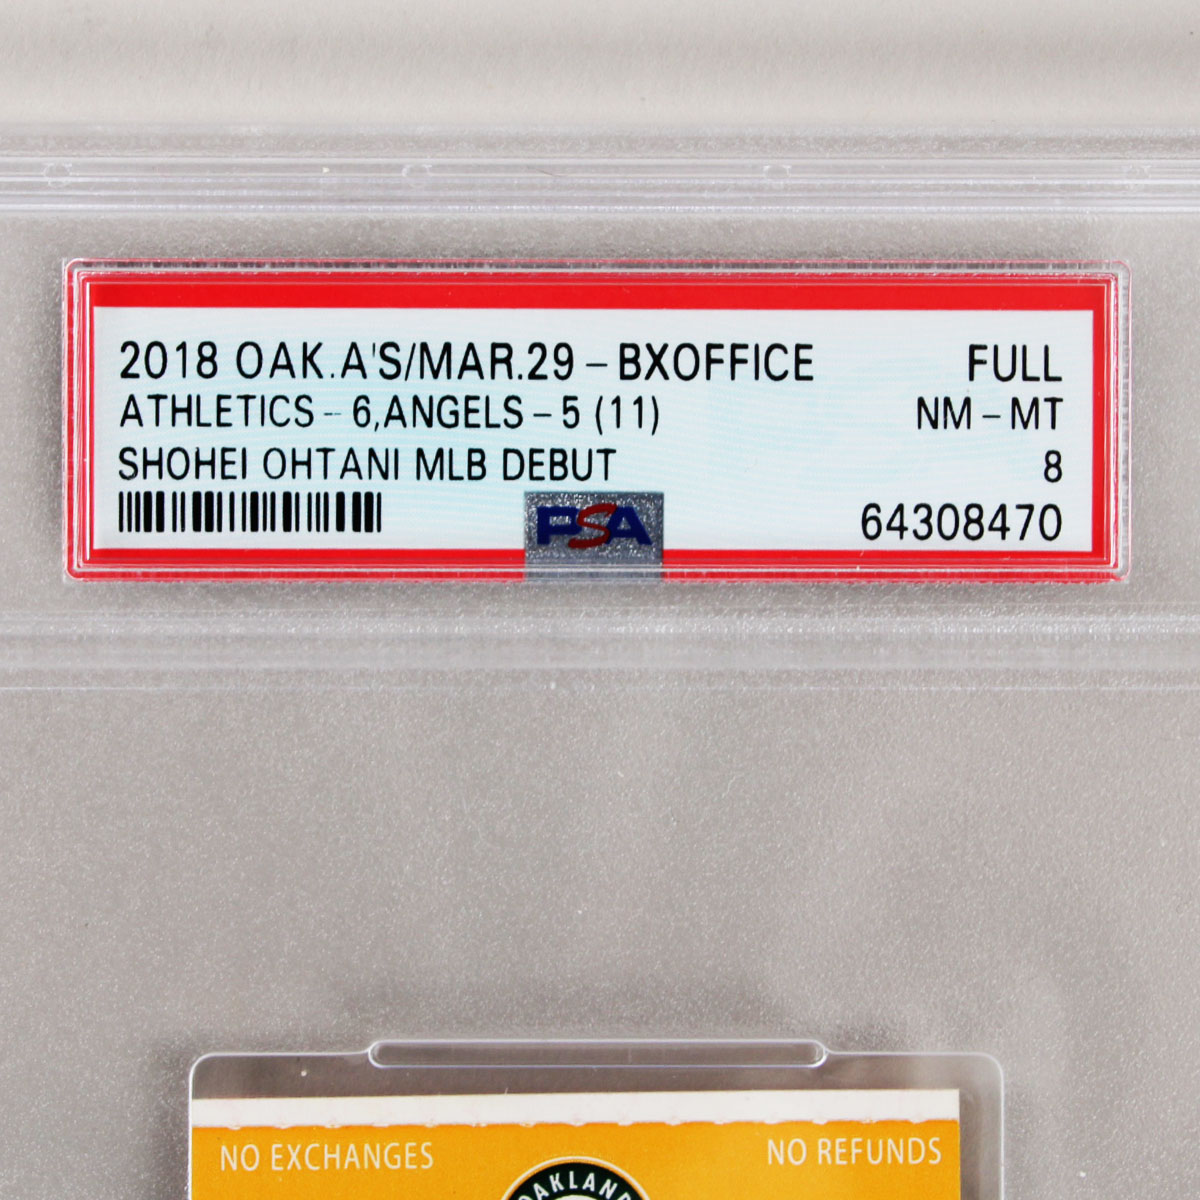 2018 OAK.A'S/MAR.29 – BXOFFICE FULL
ATHLETICS – 6,ANGELS – 5 (11) NM – MT
SHOHEI OHTANI MLB DEBUT 8
PSA 64308470
NO EXCHANGES NO REFUNDS
OAKLAND